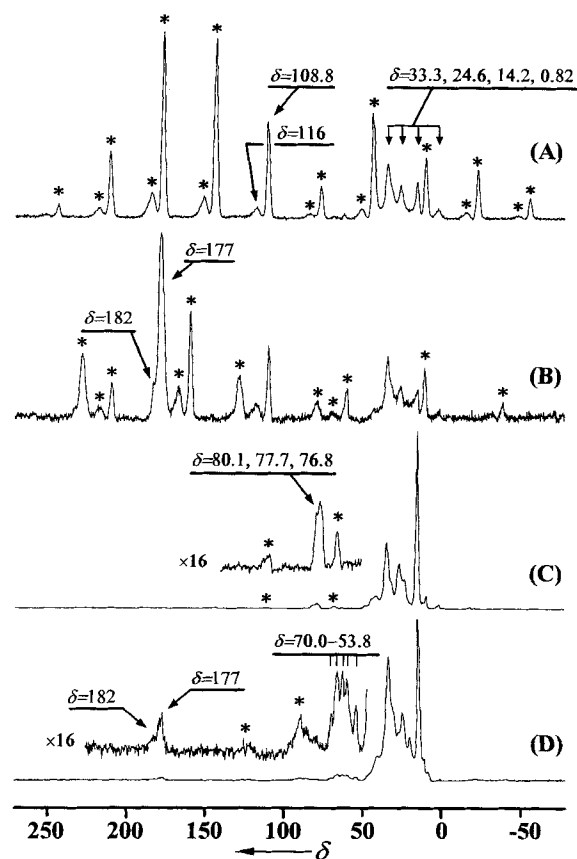 * * * * * * * * * * * * * * * *
δ=108.8
δ=33.3, 24.6, 14.2, 0.82
δ=116
(A)
δ=177
δ=182
* * * * * * * * * * *
(B)
δ=80.1, 77.7, 76.8
* *
×16
* *
(C)
δ=70.0–53.8
δ=182
δ=177
×16
* *
(D)
250 200 150 100 50 0 -50
δ